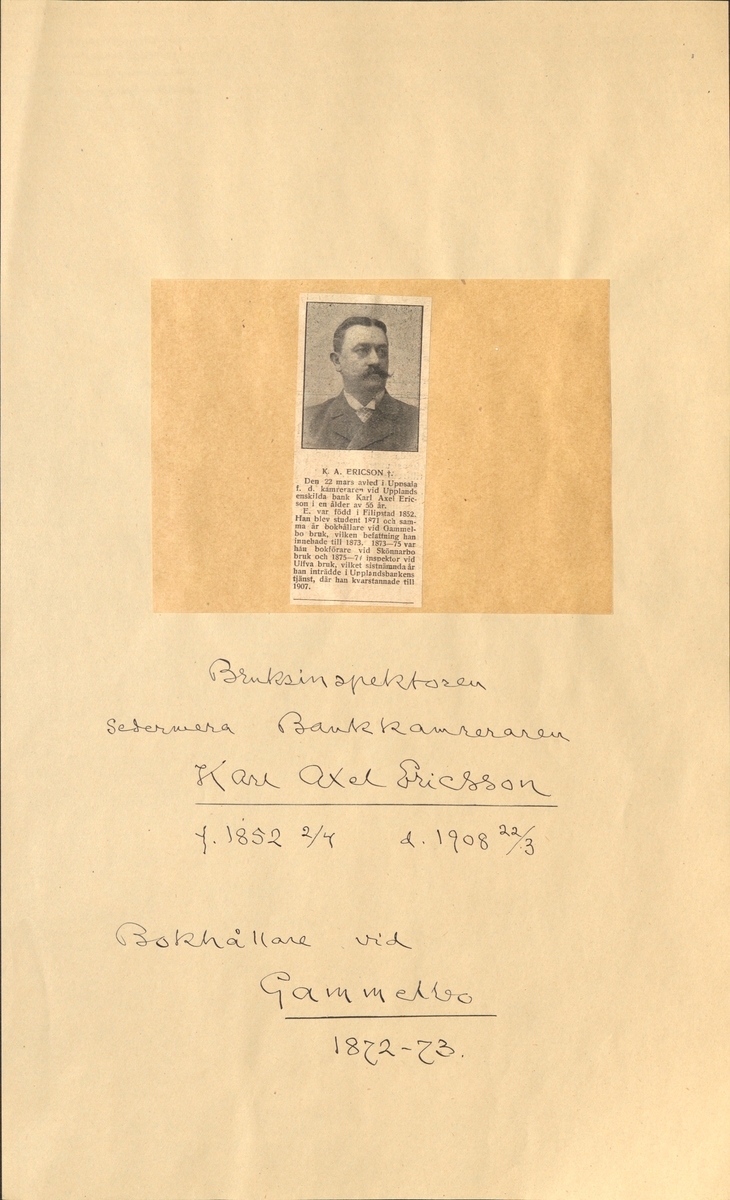 K. A. ERICSON †.
Den 22 mars avled i Upnsala
f. d. kamreraren vid Upplands
enskilda bank Karl Axel Eric-
son i en ålder av 55 år.
E. var född i Filipstad 1852.
Han blev student 1871 och sam-
ma år bokhållare vid Gammel-
bo bruk, vilken befattning han
innehade till 1873. 1873—75 var
han bokförare vid Skönnarbo
bruk och 1875—77 inspektor vid
Ulfva bruk, vilket sistnämnda år
han inträdde i Upplandsbankens
tjänst, där han kvarstannade till
1907.
Bruksinspektoren
sedermera Bankkamreraren
Karl Axel Ericsson
f. 1852 2/4 d. 1908 22/3
Bokhållare vid
Gammelbo
1872-73.